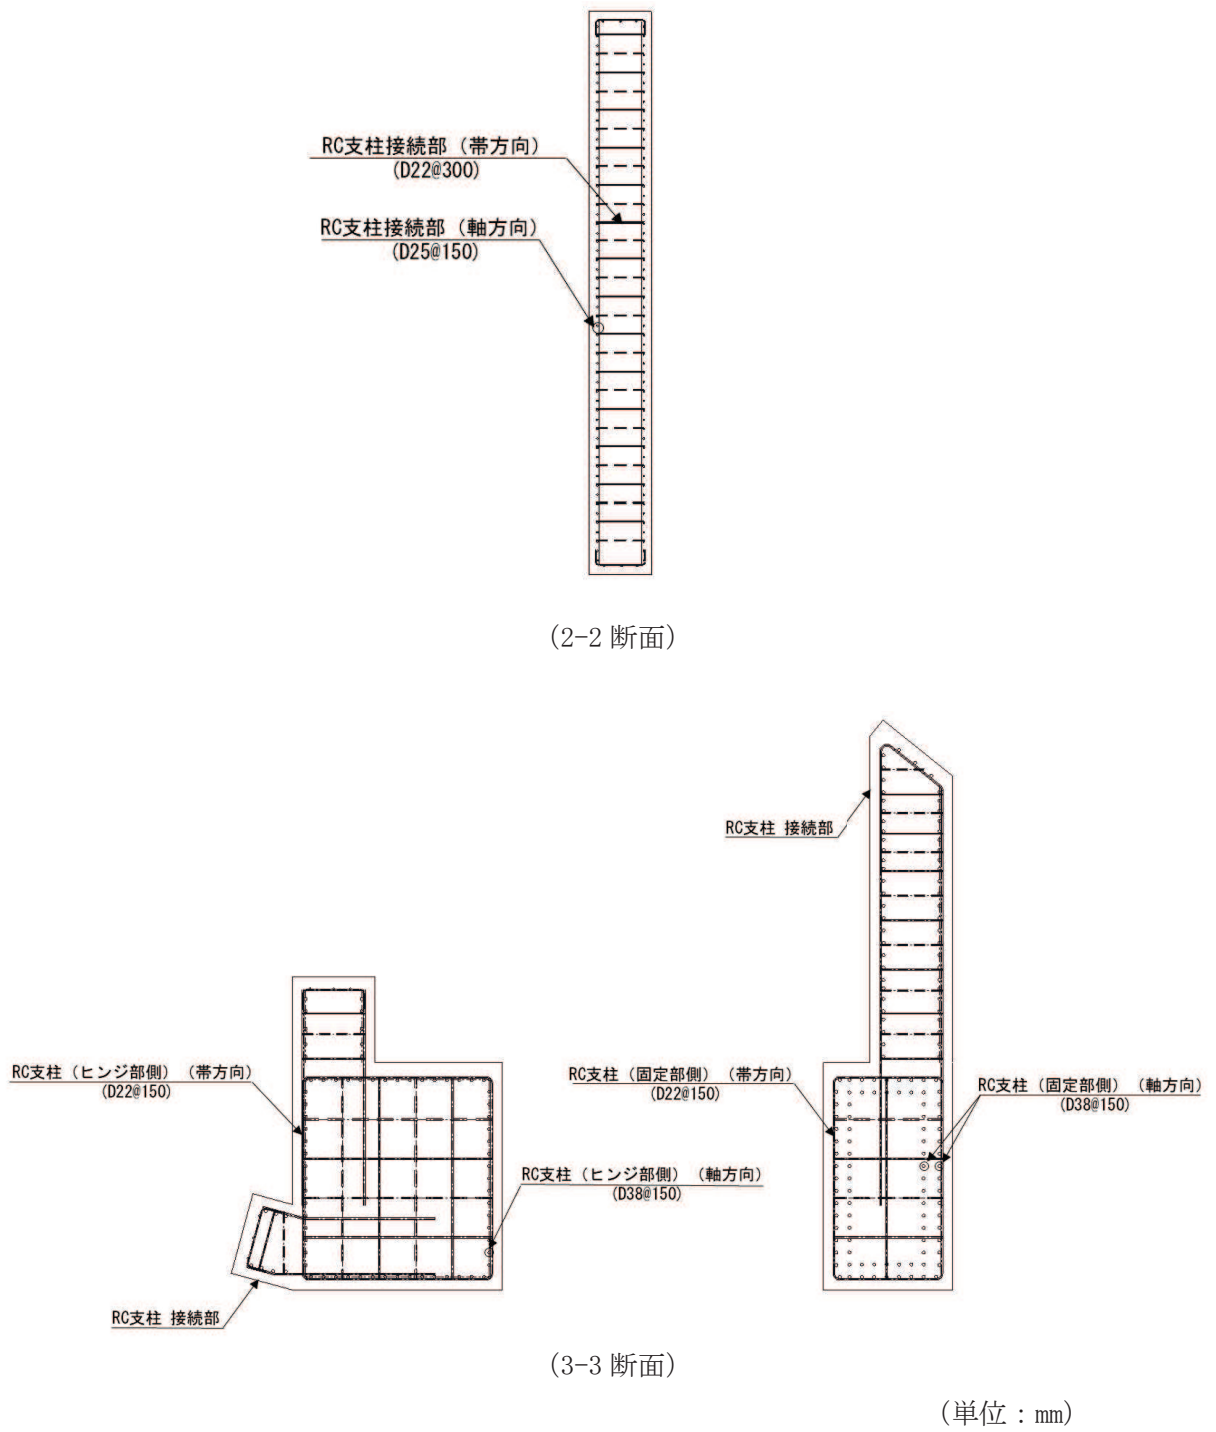 RC支柱接続部（帯方向）
(D22@300)
RC支柱接続部（軸方向）
(D25@150)
(2-2 断面)
RC支柱 接続部
RC支柱（ヒンジ部側）（帯方向）
(D22@150)
RC支柱（固定部側）（帯方向）
(D22@150)
RC支柱（固定部側）（軸方向）
(D38@150)
RC支柱（ヒンジ部側）（軸方向）
(D38@150)
RC支柱 接続部
(3-3 断面)
(単位：mm)